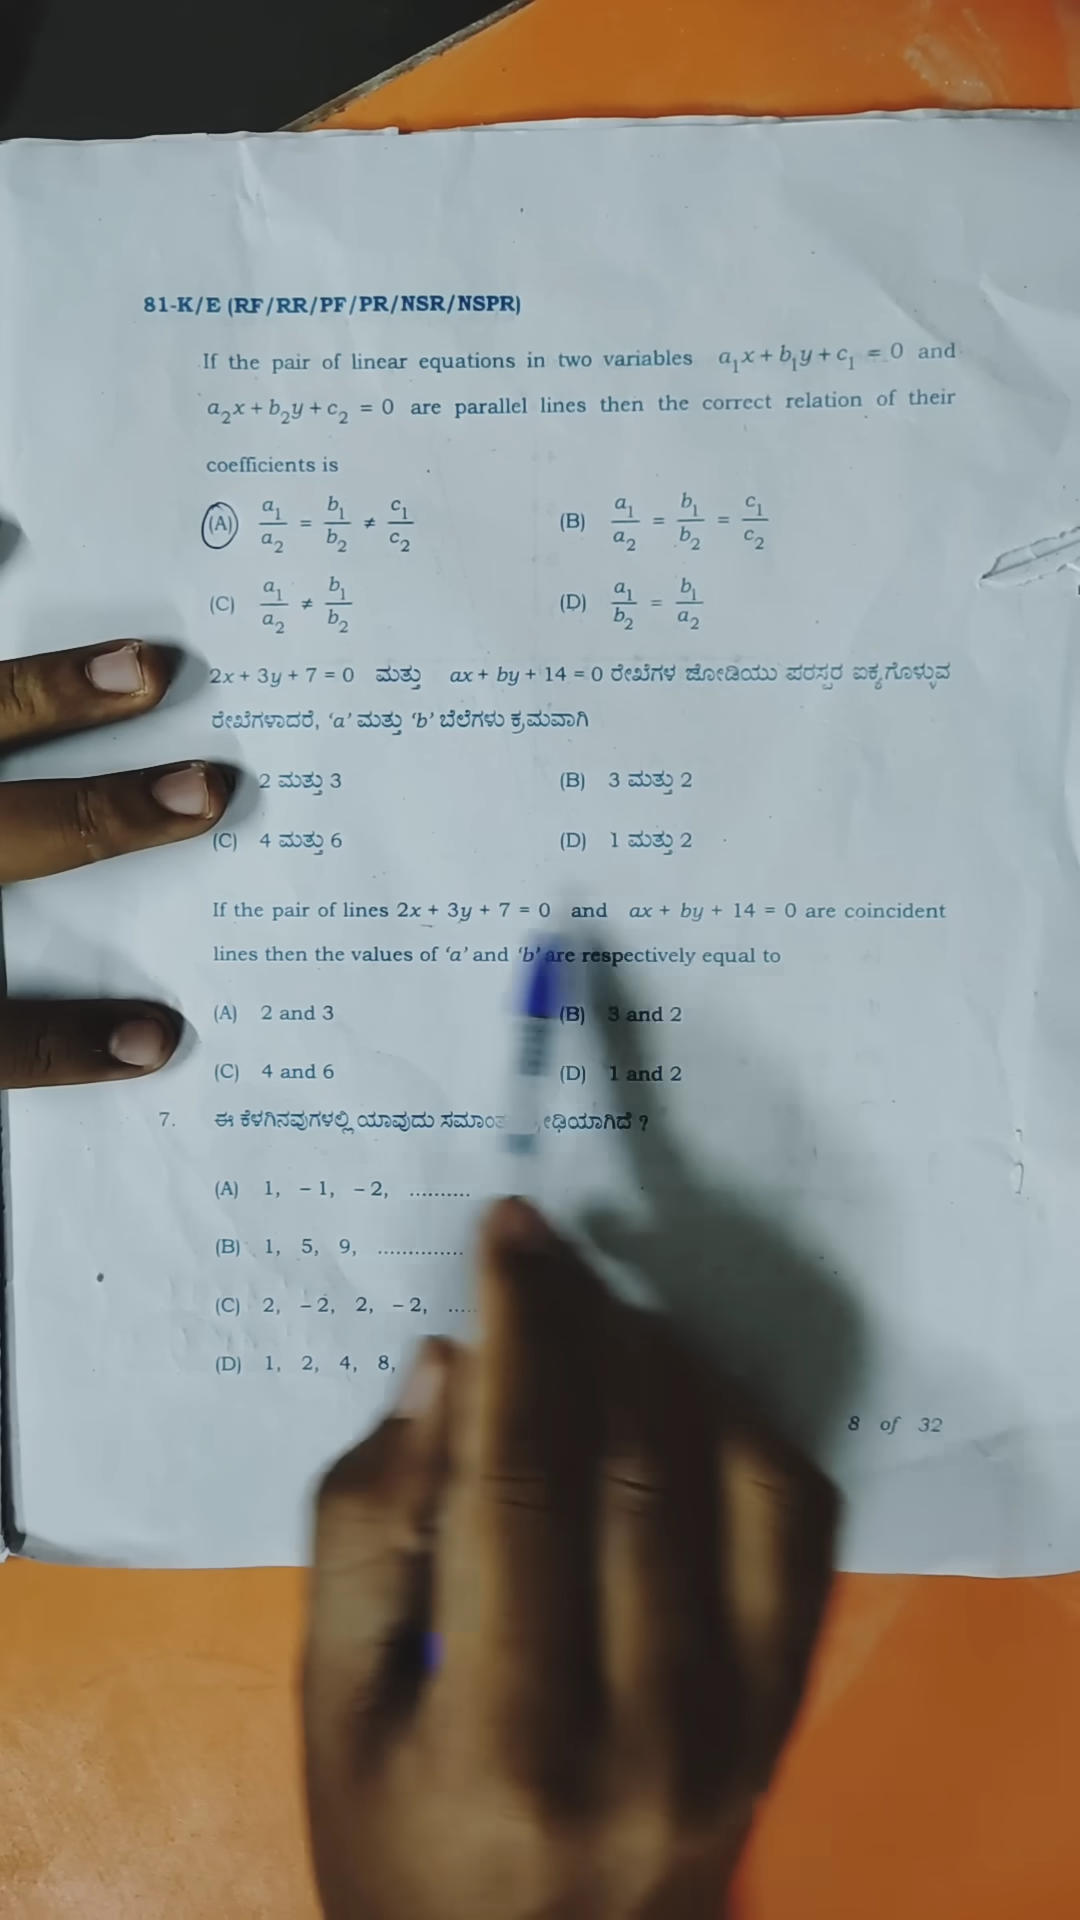 81-K/E (RF/RR/PF/PR/NSR/NSPR)
If the pair of linear equations in two variables a₁x + b₁y + c₁ = 0 and
a₂x + b₂y + c₂ = 0 are parallel lines then the correct relation of their
coefficients is
(A) a₁/a₂ = b₁/b₂ ≠ c₁/c₂ (B) a₁/a₂ = b₁/b₂ = c₁/c₂
(C) a₁/a₂ ≠ b₁/b₂ (D) a₁/b₂ = b₁/a₂
2x + 3y + 7 = 0 ಮತ್ತು ax + by + 14 = 0 ರೇಖೆಗಳ ಜೋಡಿಯು ಪರಸ್ಪರ ಐಕ್ಯಗೊಳ್ಳುವ
ರೇಖೆಗಳಾದರೆ, ‘a’ ಮತ್ತು ‘b’ ಬೆಲೆಗಳು ಕ್ರಮವಾಗಿ
2 ಮತ್ತು 3 (B) 3 ಮತ್ತು 2
(C) 4 ಮತ್ತು 6 (D) 1 ಮತ್ತು 2
If the pair of lines 2x + 3y + 7 = 0 and ax + by + 14 = 0 are coincident
lines then the values of ‘a’ and ‘b’ are respectively equal to
(A) 2 and 3 (B) 3 and 2
(C) 4 and 6 (D) 1 and 2
7. ಈ ಕೆಳಗಿನವುಗಳಲ್ಲಿ ಯಾವುದು ?
(A) 1, – 1, – 2, ..........
(B) 1, 5, 9, ..............
(C) 2, – 2, 2, – 2, .....
(D) 1, 2, 4, 8,
8 of 32